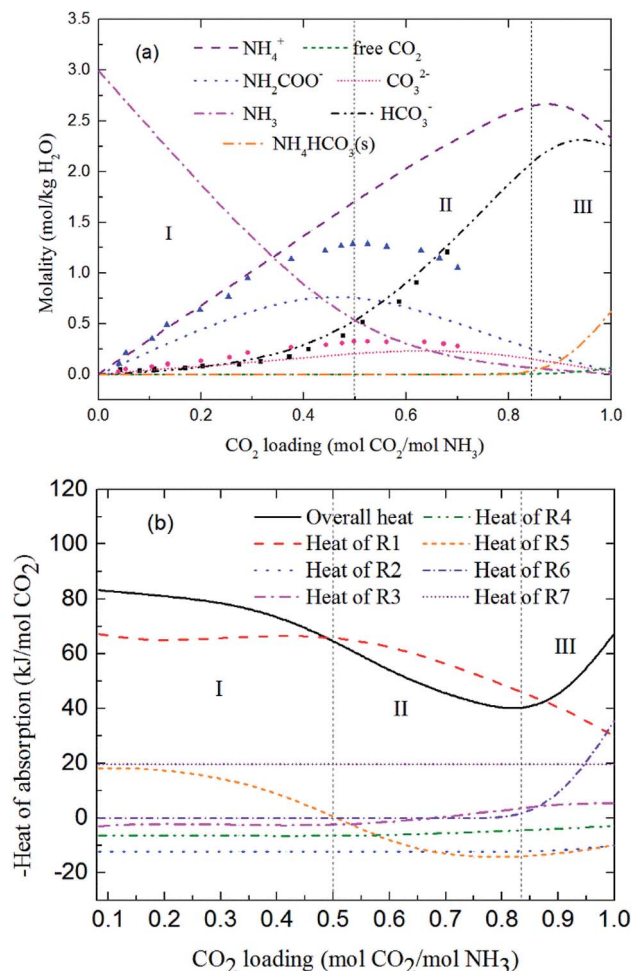 (a)
NH₄⁺
free CO₂
NH₂COO⁻
CO₃²⁻
NH₃
HCO₃⁻
NH₄HCO₃(s)
3.0
2.5
2.0
1.5
1.0
0.5
0.0
Molality (mol/kg H₂O)
I
II
III
0.0 0.2 0.4 0.6 0.8 1.0
CO₂ loading (mol CO₂/mol NH₃)
(b)
Overall heat Heat of R4
Heat of R1 Heat of R5
Heat of R2 Heat of R6
Heat of R3 Heat of R7
120
100
80
60
40
20
0
-20
-Heat of absorption (kJ/mol CO₂)
I
II
III
0.1 0.2 0.3 0.4 0.5 0.6 0.7 0.8 0.9 1.0
CO₂ loading (mol CO₂/mol NH₃)